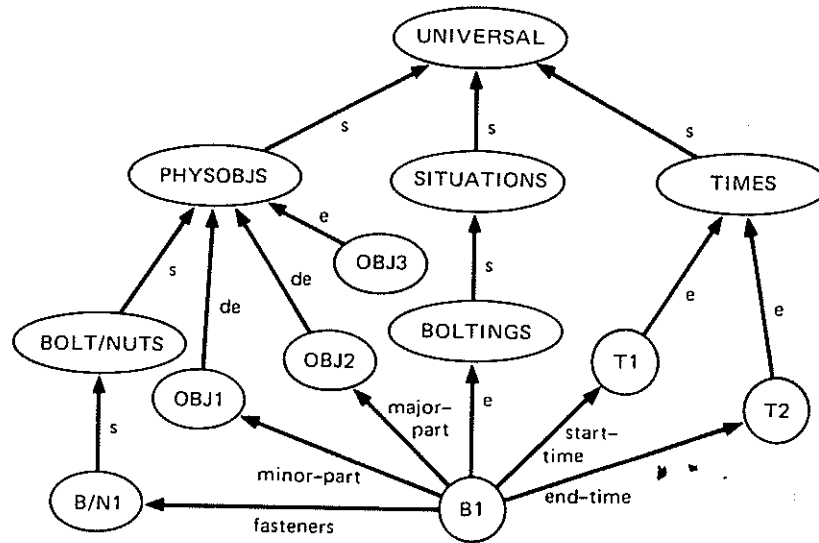 UNIVERSAL
s
s
s
PHYSOBJS
SITUATIONS
TIMES
e
OBJ3
s
de
de
s
e
e
BOLT/NUTS
OBJ1
OBJ2
BOLTINGS
T1
T2
s
major-
part
e
start-
time
minor-part
end-time
B/N1
fasteners
B1